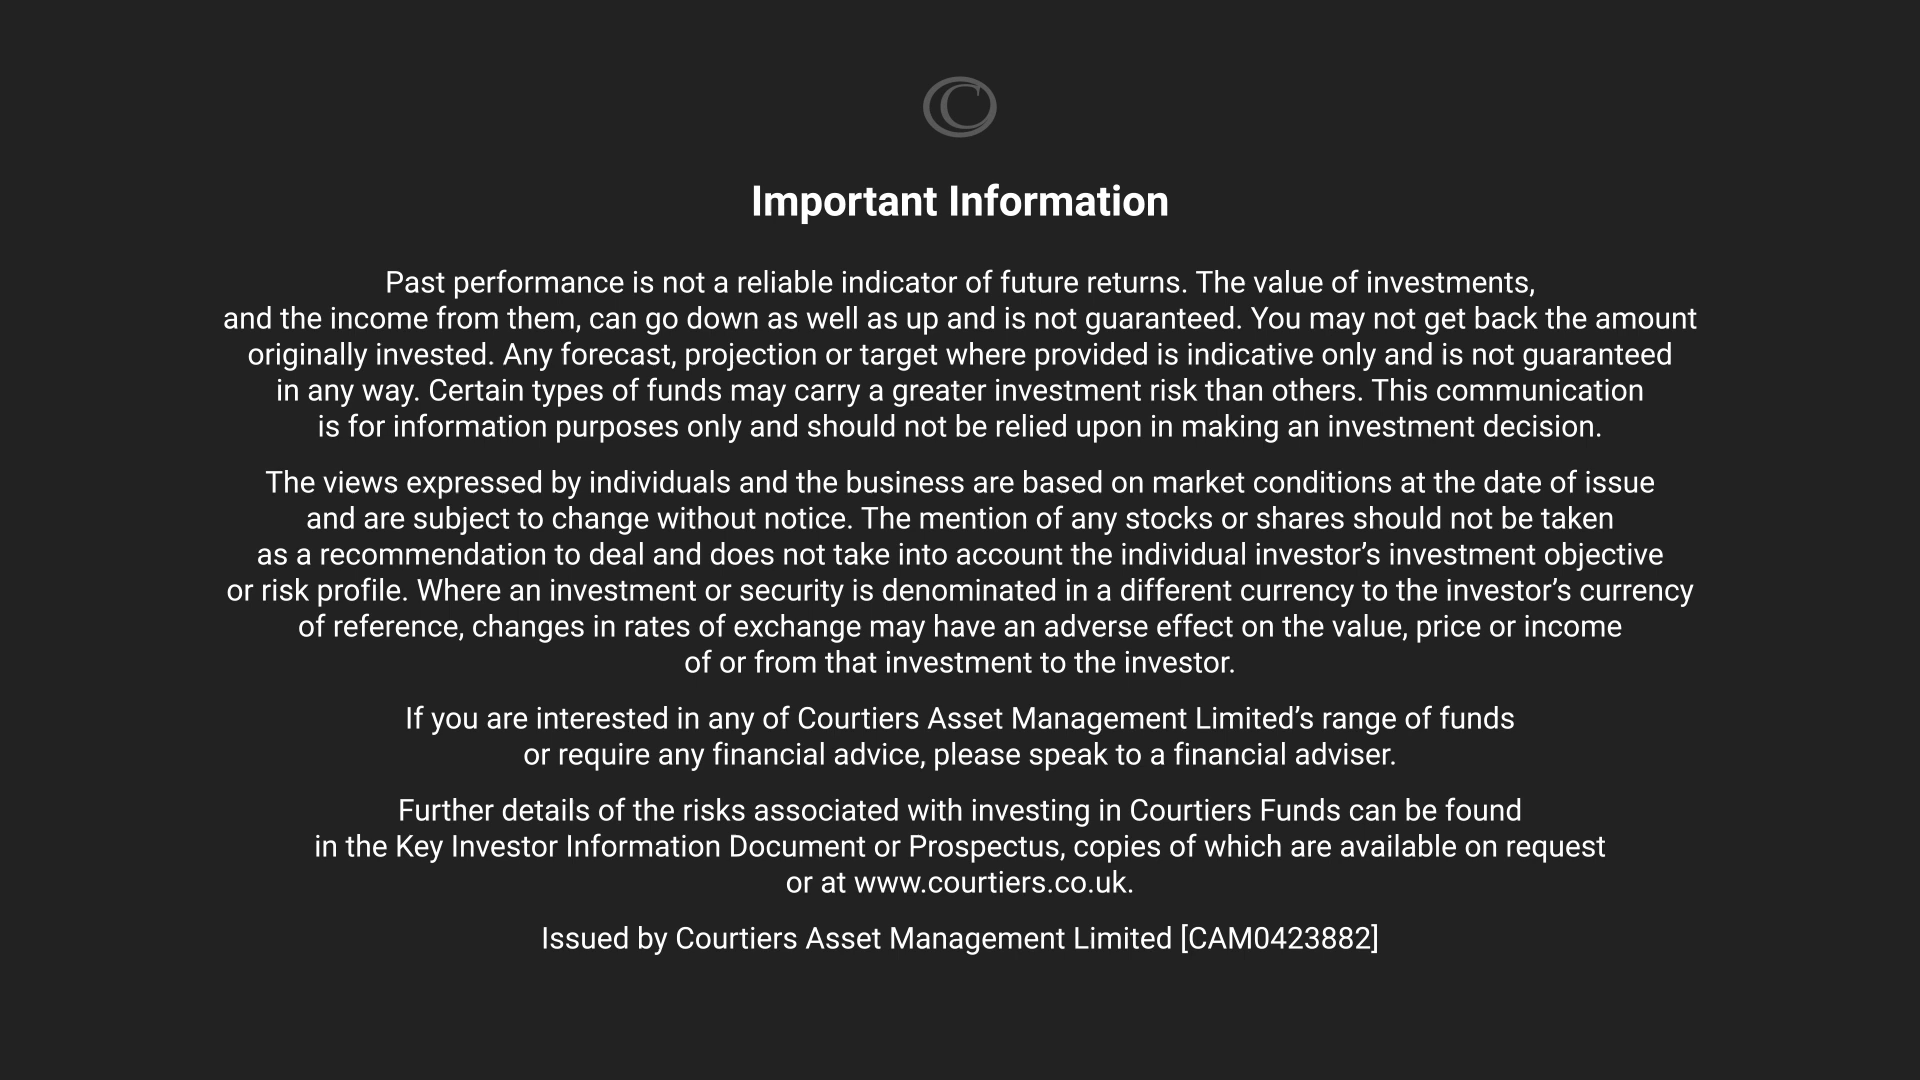 Important Information
Past performance is not a reliable indicator of future returns. The value of investments,
and the income from them, can go down as well as up and is not guaranteed. You may not get back the amount
originally invested. Any forecast, projection or target where provided is indicative only and is not guaranteed
in any way. Certain types of funds may carry a greater investment risk than others. This communication
is for information purposes only and should not be relied upon in making an investment decision.
The views expressed by individuals and the business are based on market conditions at the date of issue
and are subject to change without notice. The mention of any stocks or shares should not be taken
as a recommendation to deal and does not take into account the individual investor’s investment objective
or risk profile. Where an investment or security is denominated in a different currency to the investor’s currency
of reference, changes in rates of exchange may have an adverse effect on the value, price or income
of or from that investment to the investor.
If you are interested in any of Courtiers Asset Management Limited’s range of funds
or require any financial advice, please speak to a financial adviser.
Further details of the risks associated with investing in Courtiers Funds can be found
in the Key Investor Information Document or Prospectus, copies of which are available on request
or at www.courtiers.co.uk.
Issued by Courtiers Asset Management Limited [CAM0423882]